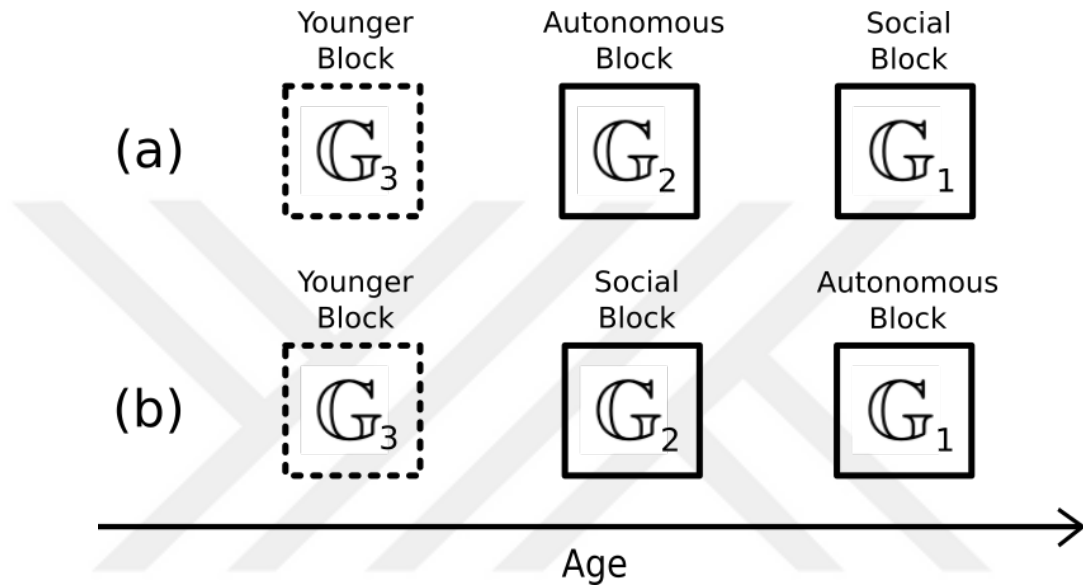 Younger Block
Autonomous Block
Social Block
(a)
𝔾3
𝔾2
𝔾1
Younger Block
Social Block
Autonomous Block
(b)
𝔾3
𝔾2
𝔾1
Age